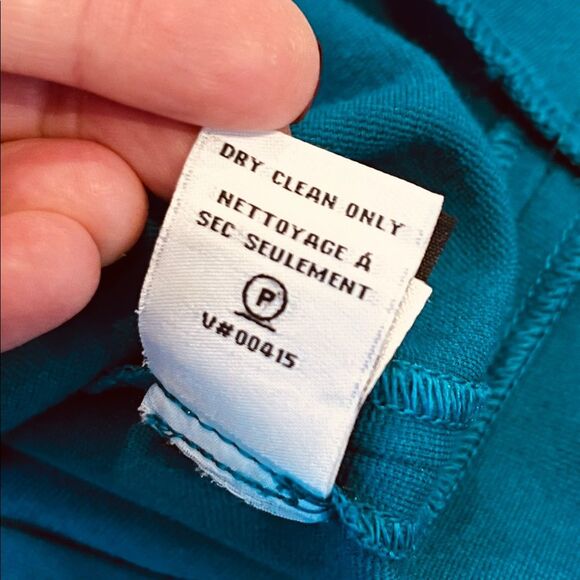 DRY CLEAN ONLY
NETTOYAGE Á
SEC SEULEMENT
P
V#00415